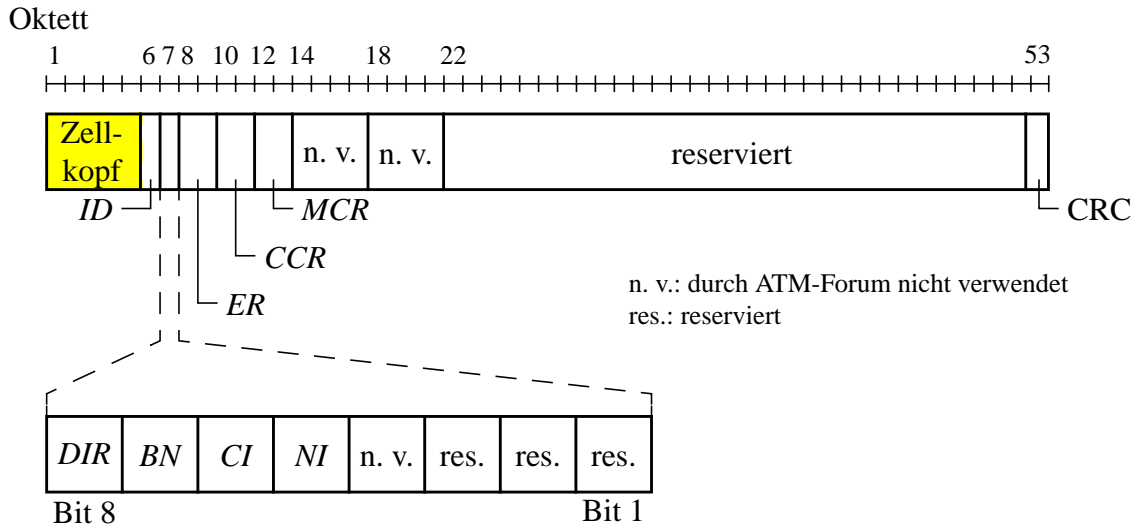 Oktett
1 6 7 8 10 12 14 18 22 53
Zell-
kopf
n. v. n. v. reserviert
ID MCR CRC
CCR
ER
n. v.: durch ATM-Forum nicht verwendet
res.: reserviert
DIR BN CI NI n. v. res. res. res.
Bit 8 Bit 1